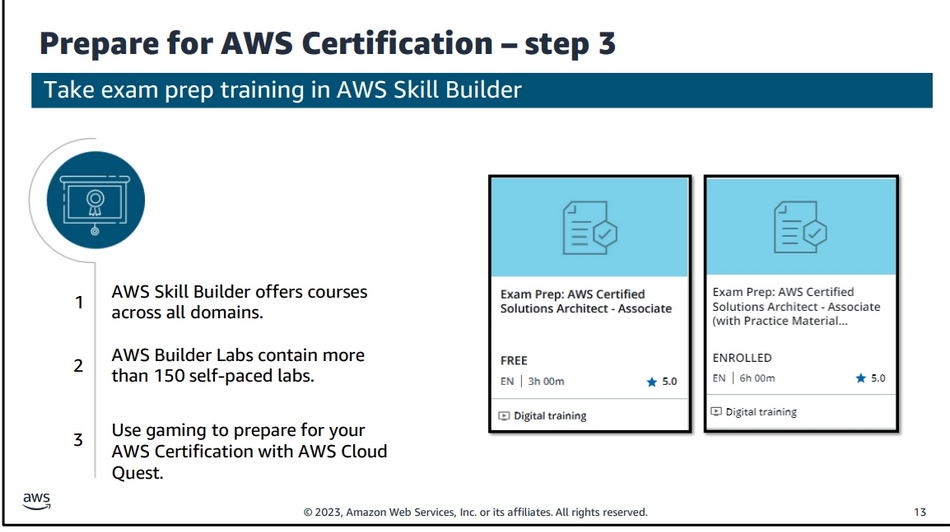 Prepare for AWS Certification – step 3
Take exam prep training in AWS Skill Builder
1 AWS Skill Builder offers courses
across all domains.
2 AWS Builder Labs contain more
than 150 self-paced labs.
3 Use gaming to prepare for your
AWS Certification with AWS Cloud
Quest.
Exam Prep: AWS Certified
Solutions Architect - Associate
FREE
EN | 3h 00m 5.0
Digital training
Exam Prep: AWS Certified
Solutions Architect - Associate
(with Practice Material...
ENROLLED
EN | 6h 00m 5.0
Digital training
aws
© 2023, Amazon Web Services, Inc. or its affiliates. All rights reserved.
13